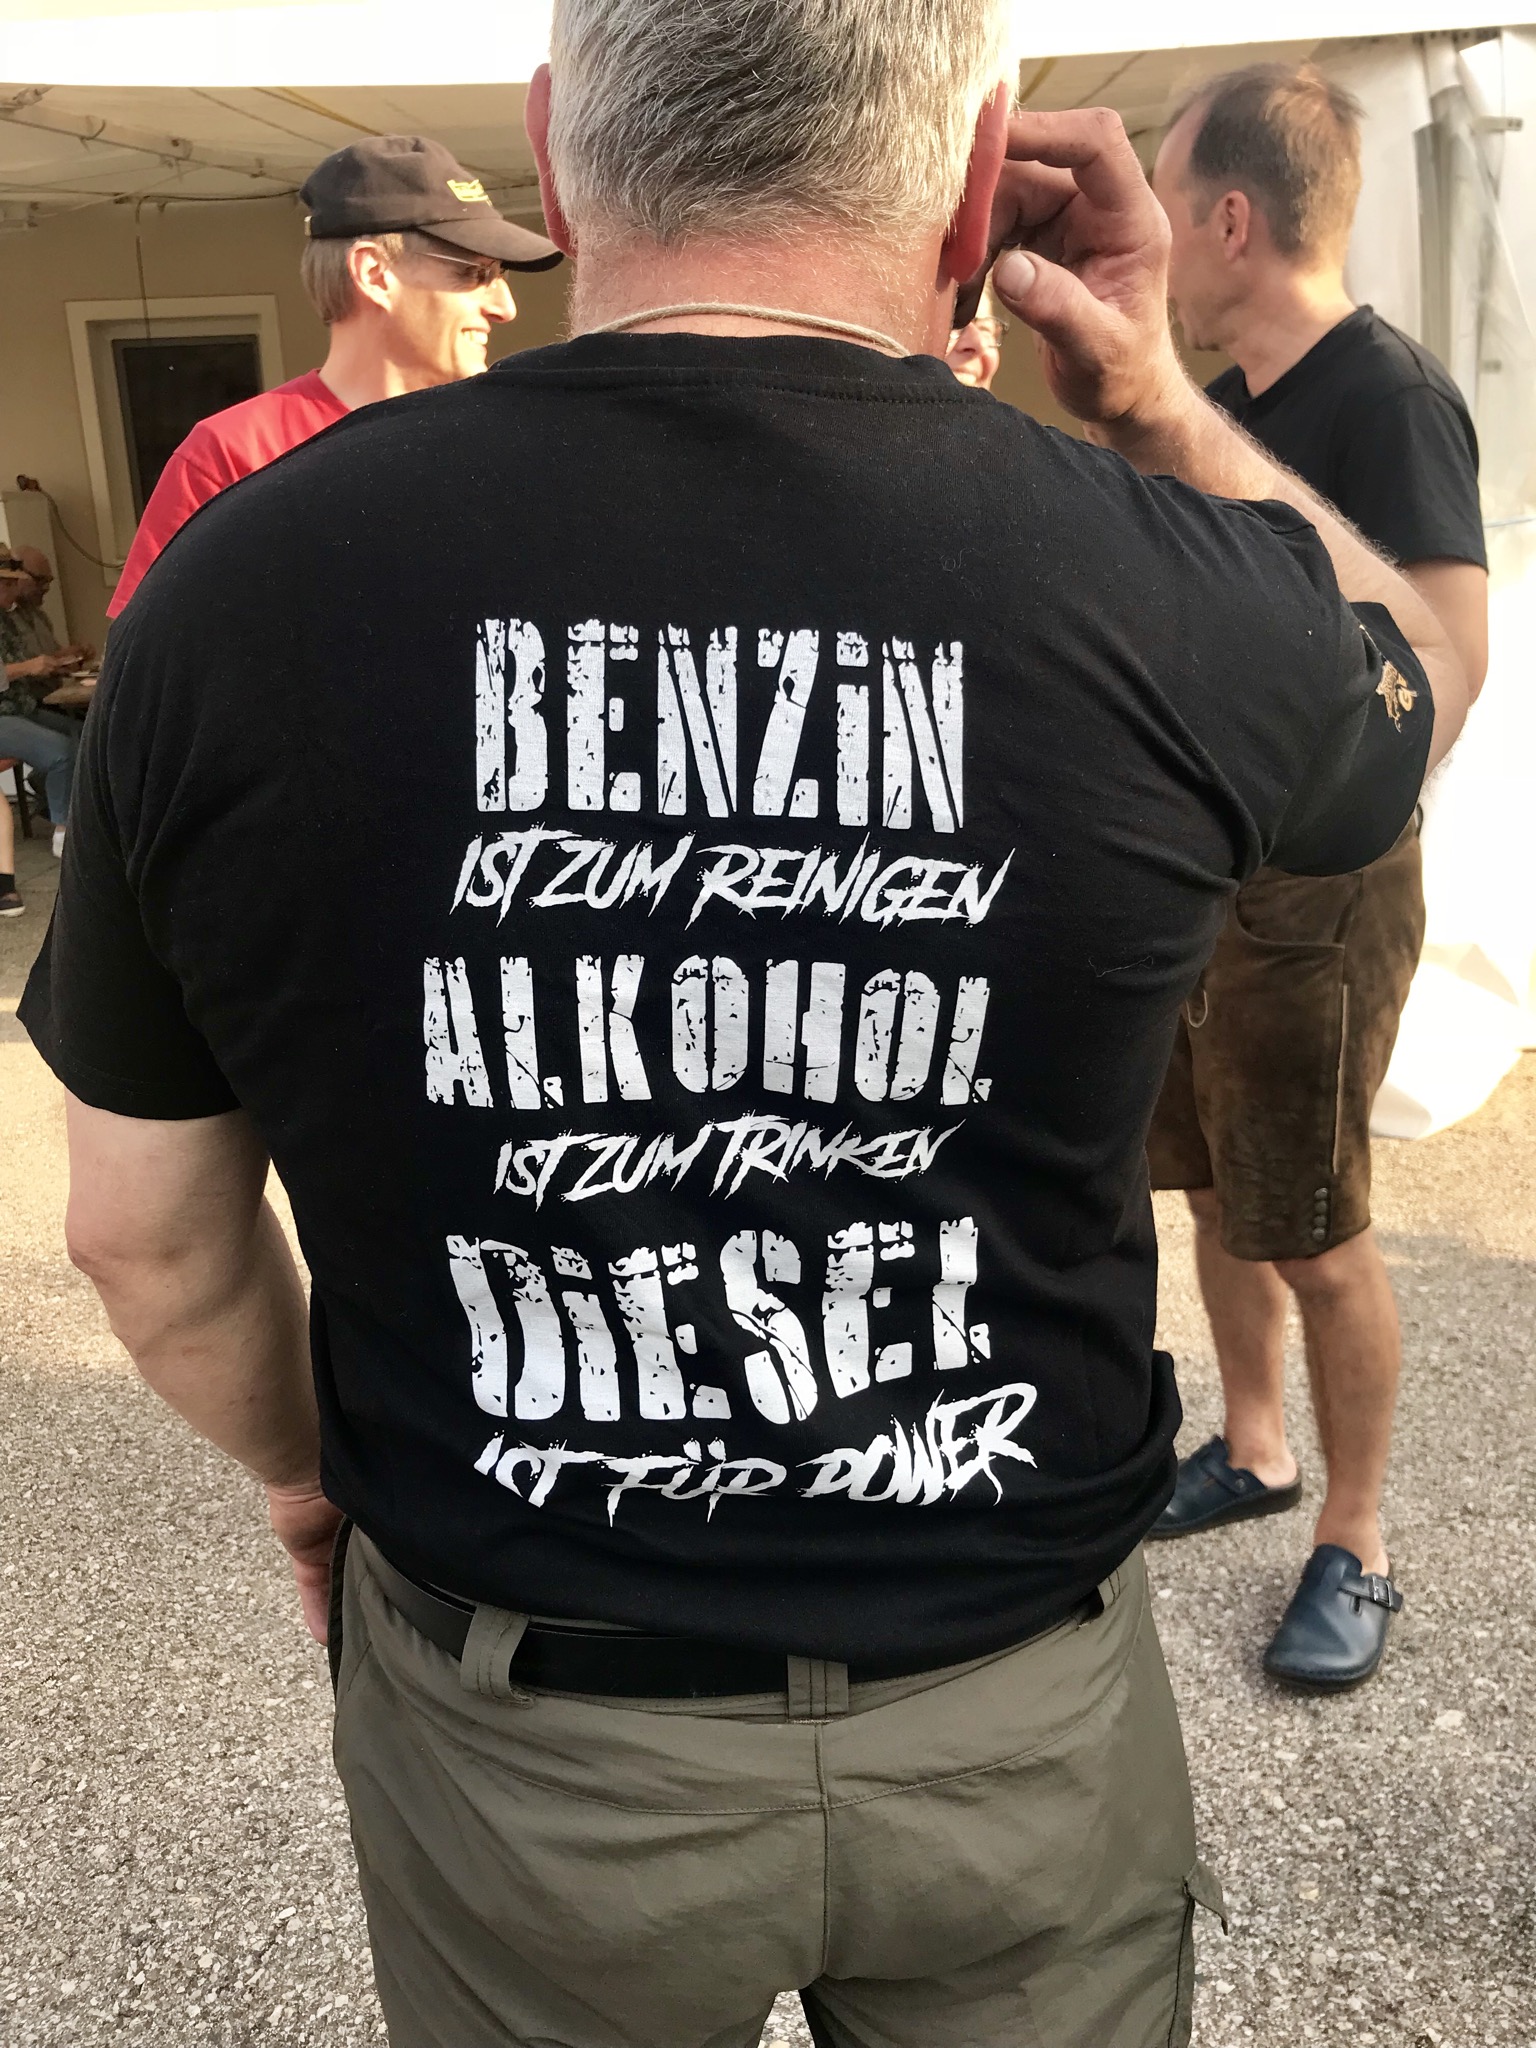 BENZiN
IST ZUM REINIGEN
ALKOHOL
IST ZUM TRINKEN
DiESEL
IST FÜR POWER